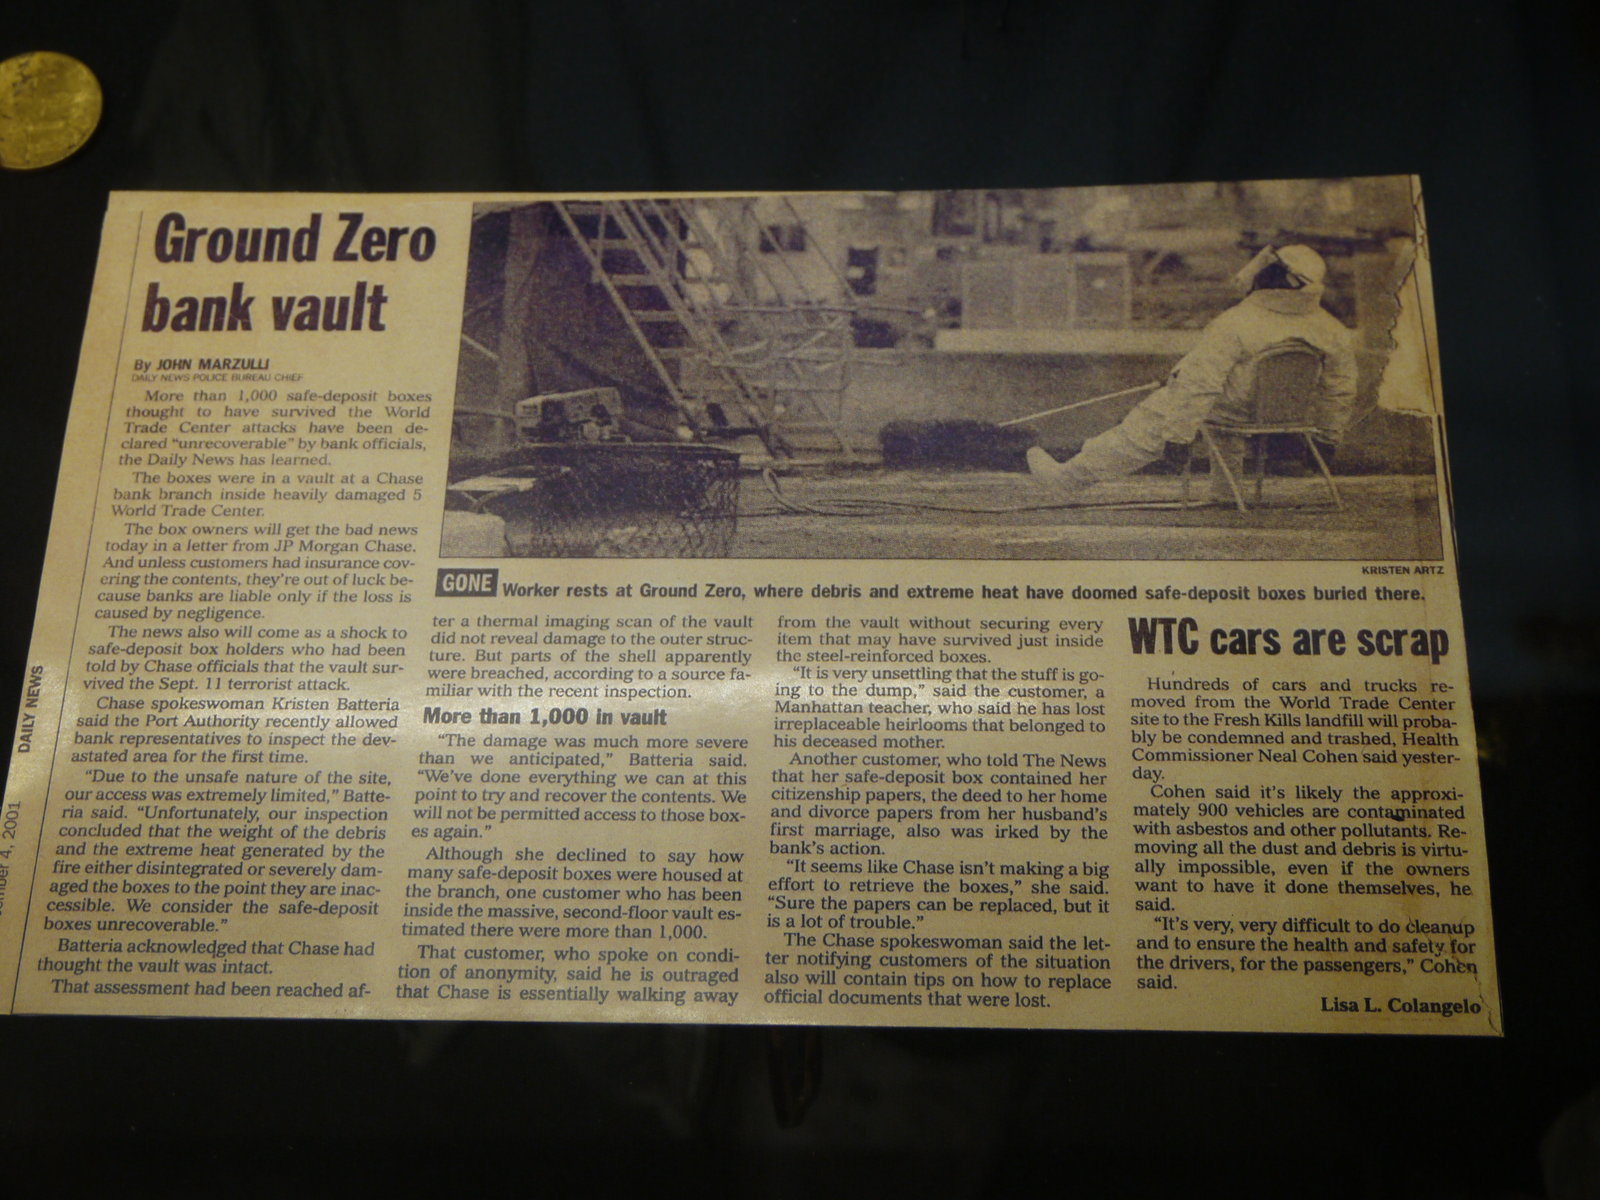 Ground Zero
bank vault
By JOHN MARZULLI
DAILY NEWS POLICE BUREAU CHIEF
More than 1,000 safe-deposit boxes
thought to have survived the World
Trade Center attacks have been de-
clared “unrecoverable” by bank officials,
the Daily News has learned.
The boxes were in a vault at a Chase
bank branch inside heavily damaged 5
World Trade Center.
The box owners will get the bad news
today in a letter from JP Morgan Chase.
And unless customers had insurance cov-
ering the contents, they're out of luck be-
cause banks are liable only if the loss is
caused by negligence.
The news also will come as a shock to
safe-deposit box holders who had been
told by Chase officials that the vault sur-
vived the Sept. 11 terrorist attack.
Chase spokeswoman Kristen Batteria
said the Port Authority recently allowed
bank representatives to inspect the dev-
astated area for the first time.
“Due to the unsafe nature of the site,
our access was extremely limited,” Batte-
ria said. “Unfortunately, our inspection
concluded that the weight of the debris
and the extreme heat generated by the
fire either disintegrated or severely dam-
aged the boxes to the point they are inac-
cessible. We consider the safe-deposit
boxes unrecoverable.”
Batteria acknowledged that Chase had
thought the vault was intact.
That assessment had been reached af-
KRISTEN ARTZ
GONE Worker rests at Ground Zero, where debris and extreme heat have doomed safe-deposit boxes buried there.
ter a thermal imaging scan of the vault
did not reveal damage to the outer struc-
ture. But parts of the shell apparently
were breached, according to a source fa-
miliar with the recent inspection.
More than 1,000 in vault
“The damage was much more severe
than we anticipated,” Batteria said.
“We've done everything we can at this
point to try and recover the contents. We
will not be permitted access to those box-
es again.”
Although she declined to say how
many safe-deposit boxes were housed at
the branch, one customer who has been
inside the massive, second-floor vault es-
timated there were more than 1,000.
That customer, who spoke on condi-
tion of anonymity, said he is outraged
that Chase is essentially walking away
from the vault without securing every
item that may have survived just inside
the steel-reinforced boxes.
“It is very unsettling that the stuff is go-
ing to the dump,” said the customer, a
Manhattan teacher, who said he has lost
irreplaceable heirlooms that belonged to
his deceased mother.
Another customer, who told The News
that her safe-deposit box contained her
citizenship papers, the deed to her home
and divorce papers from her husband's
first marriage, also was irked by the
bank's action.
“It seems like Chase isn't making a big
effort to retrieve the boxes,” she said.
“Sure the papers can be replaced, but it
is a lot of trouble.”
The Chase spokeswoman said the let-
ter notifying customers of the situation
also will contain tips on how to replace
official documents that were lost.
WTC cars are scrap
Hundreds of cars and trucks re-
moved from the World Trade Center
site to the Fresh Kills landfill will proba-
bly be condemned and trashed, Health
Commissioner Neal Cohen said yester-
day.
Cohen said it's likely the approxi-
mately 900 vehicles are contaminated
with asbestos and other pollutants. Re-
moving all the dust and debris is virtu-
ally impossible, even if the owners
want to have it done themselves, he
said.
“It's very, very difficult to do cleanup
and to ensure the health and safety for
the drivers, for the passengers,” Cohen
said.
Lisa L. Colangelo
DAILY NEWS
4, 2001